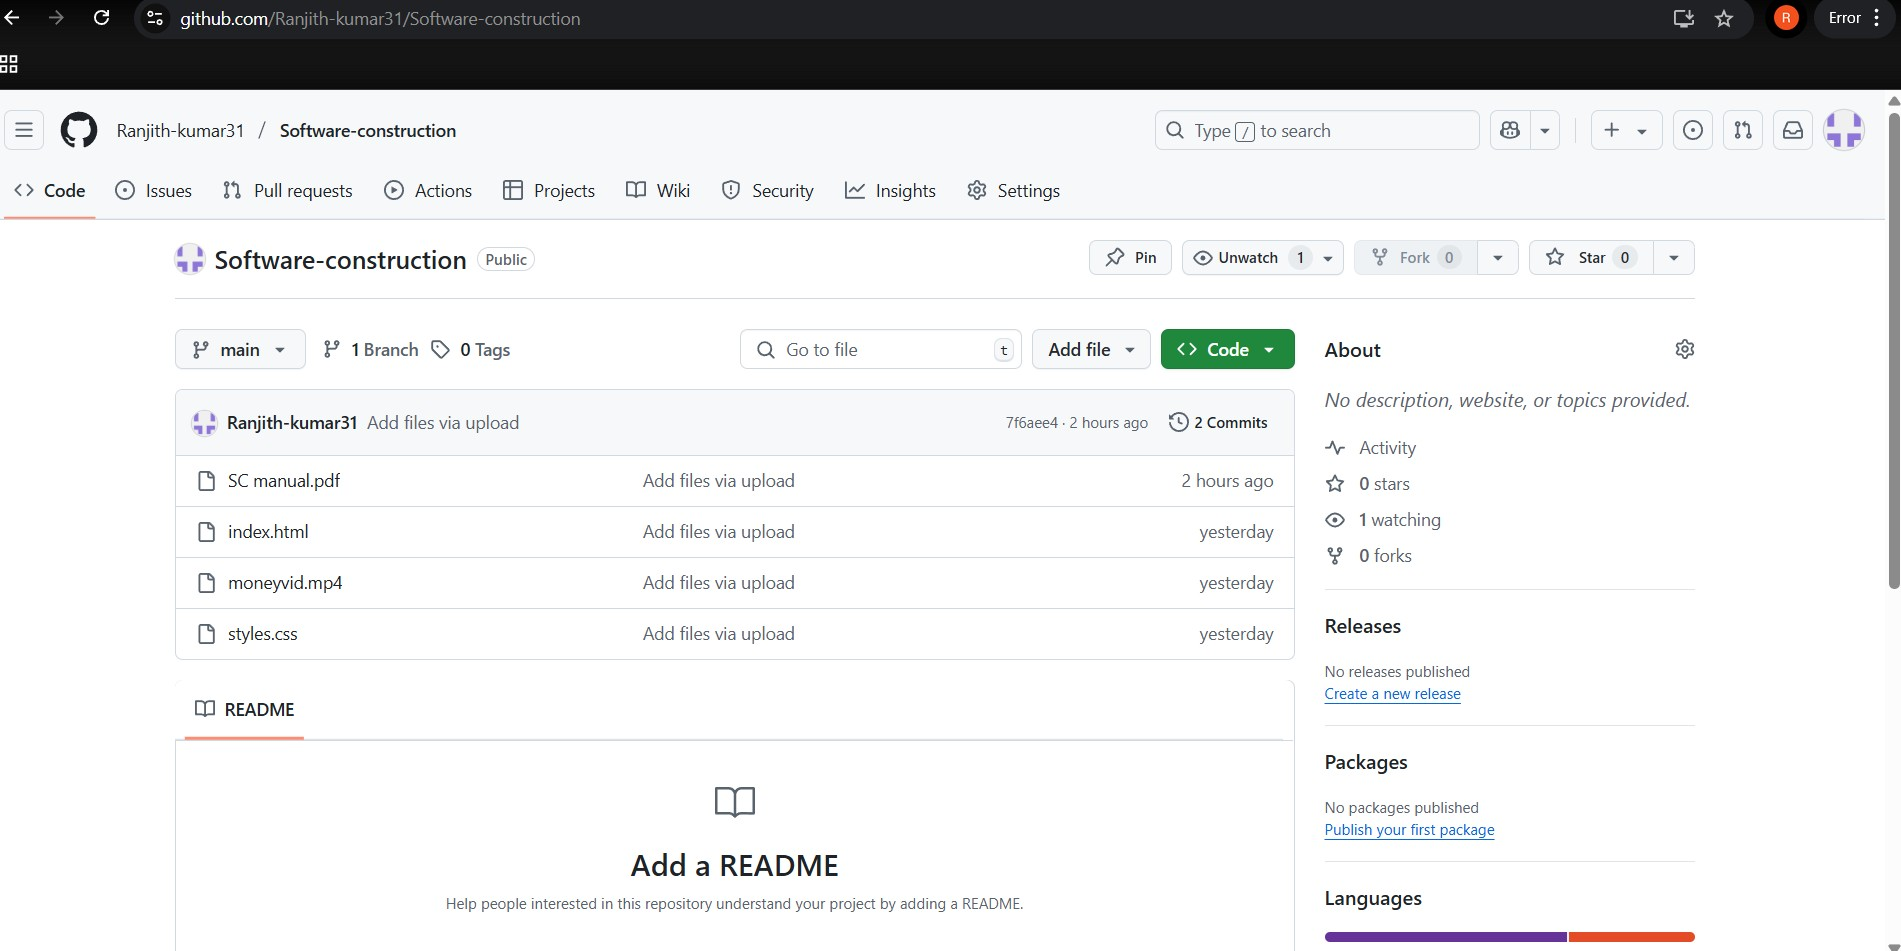 github.com/Ranjith-kumar31/Software-construction
R
Error
Ranjith-kumar31 / Software-construction
Type / to search
Code
Issues
Pull requests
Actions
Projects
Wiki
Security
Insights
Settings
Software-construction Public
Pin
Unwatch 1
Fork 0
Star 0
main
1 Branch
0 Tags
Go to file t
Add file
Code
Ranjith-kumar31 Add files via upload 7f6aee4 · 2 hours ago 2 Commits
SC manual.pdf Add files via upload 2 hours ago
index.html Add files via upload yesterday
moneyvid.mp4 Add files via upload yesterday
styles.css Add files via upload yesterday
README
Add a README
Help people interested in this repository understand your project by adding a README.
About
No description, website, or topics provided.
Activity
0 stars
1 watching
0 forks
Releases
No releases published
Create a new release
Packages
No packages published
Publish your first package
Languages